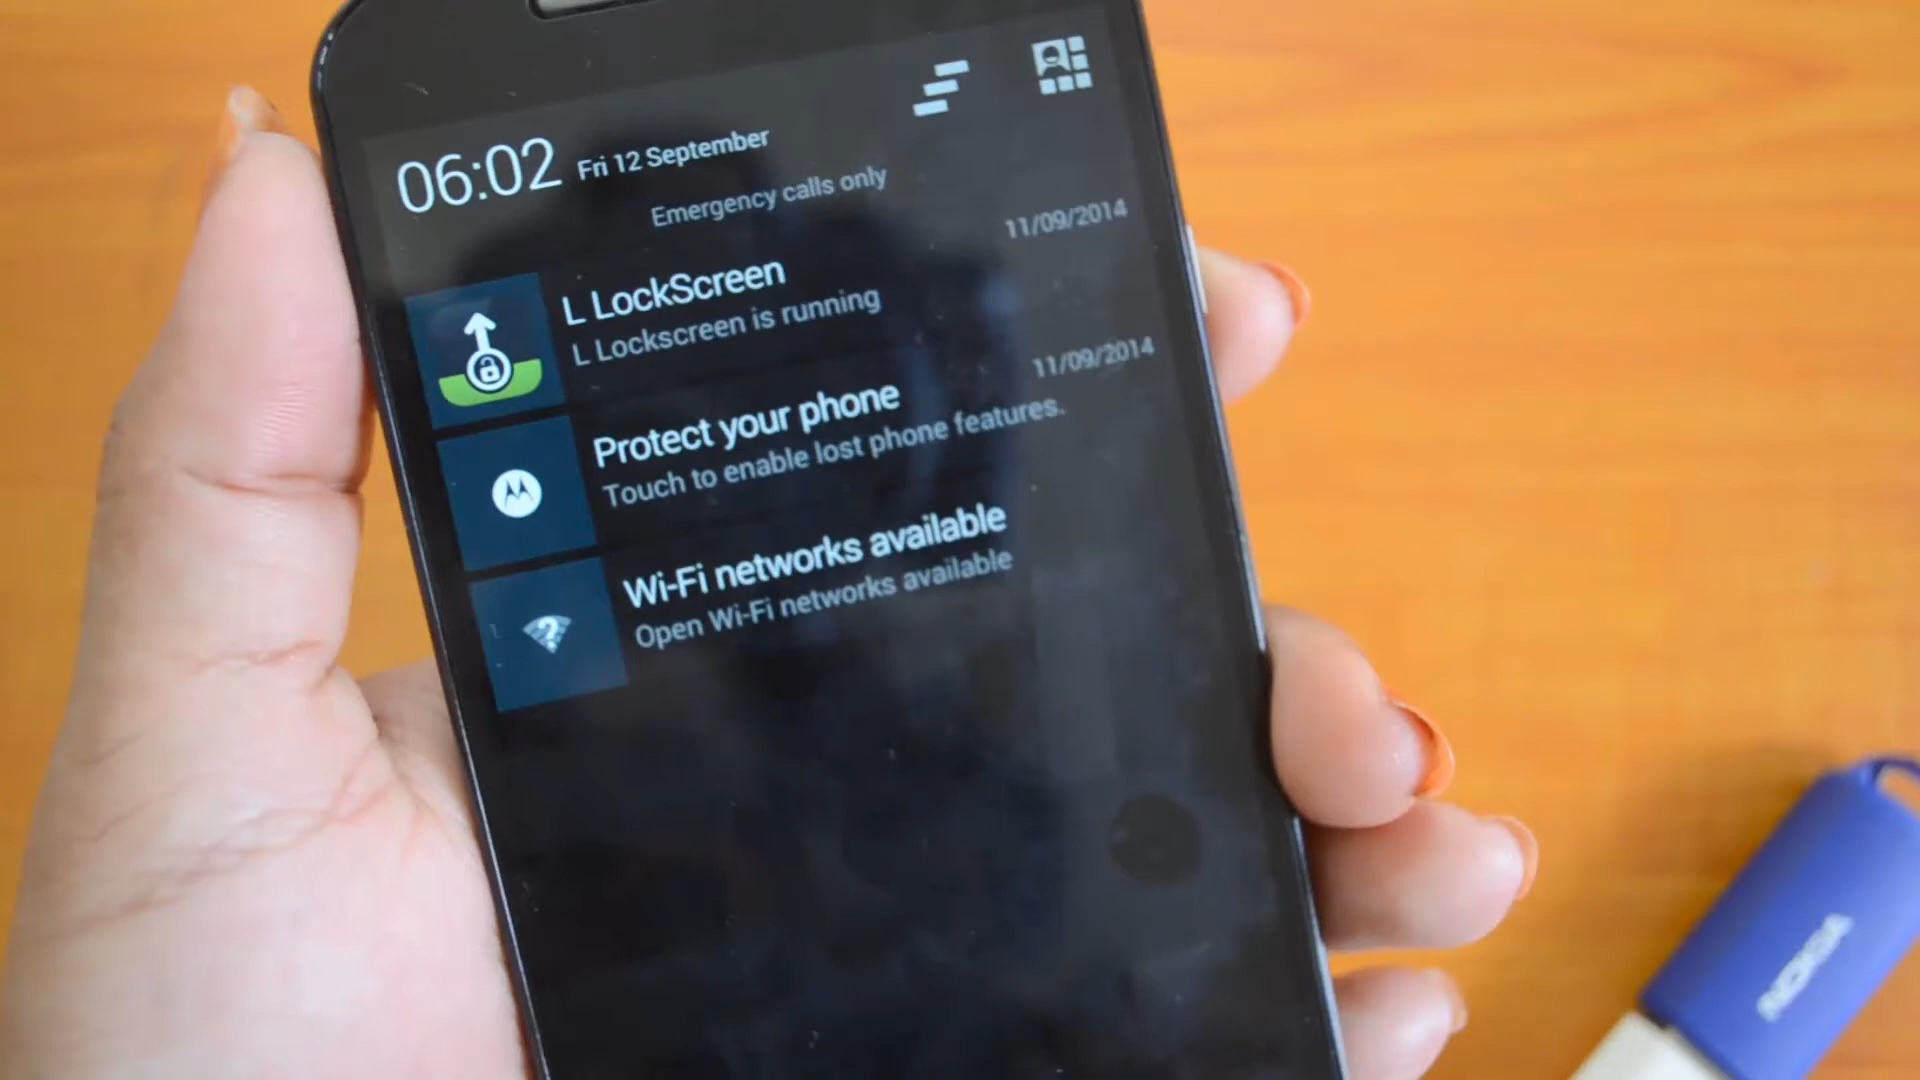 06:02 Fri 12 September
Emergency calls only
11/09/2014
L LockScreen
L Lockscreen is running
11/09/2014
Protect your phone
Touch to enable lost phone features.
Wi-Fi networks available
Open Wi-Fi networks available
NOKIA